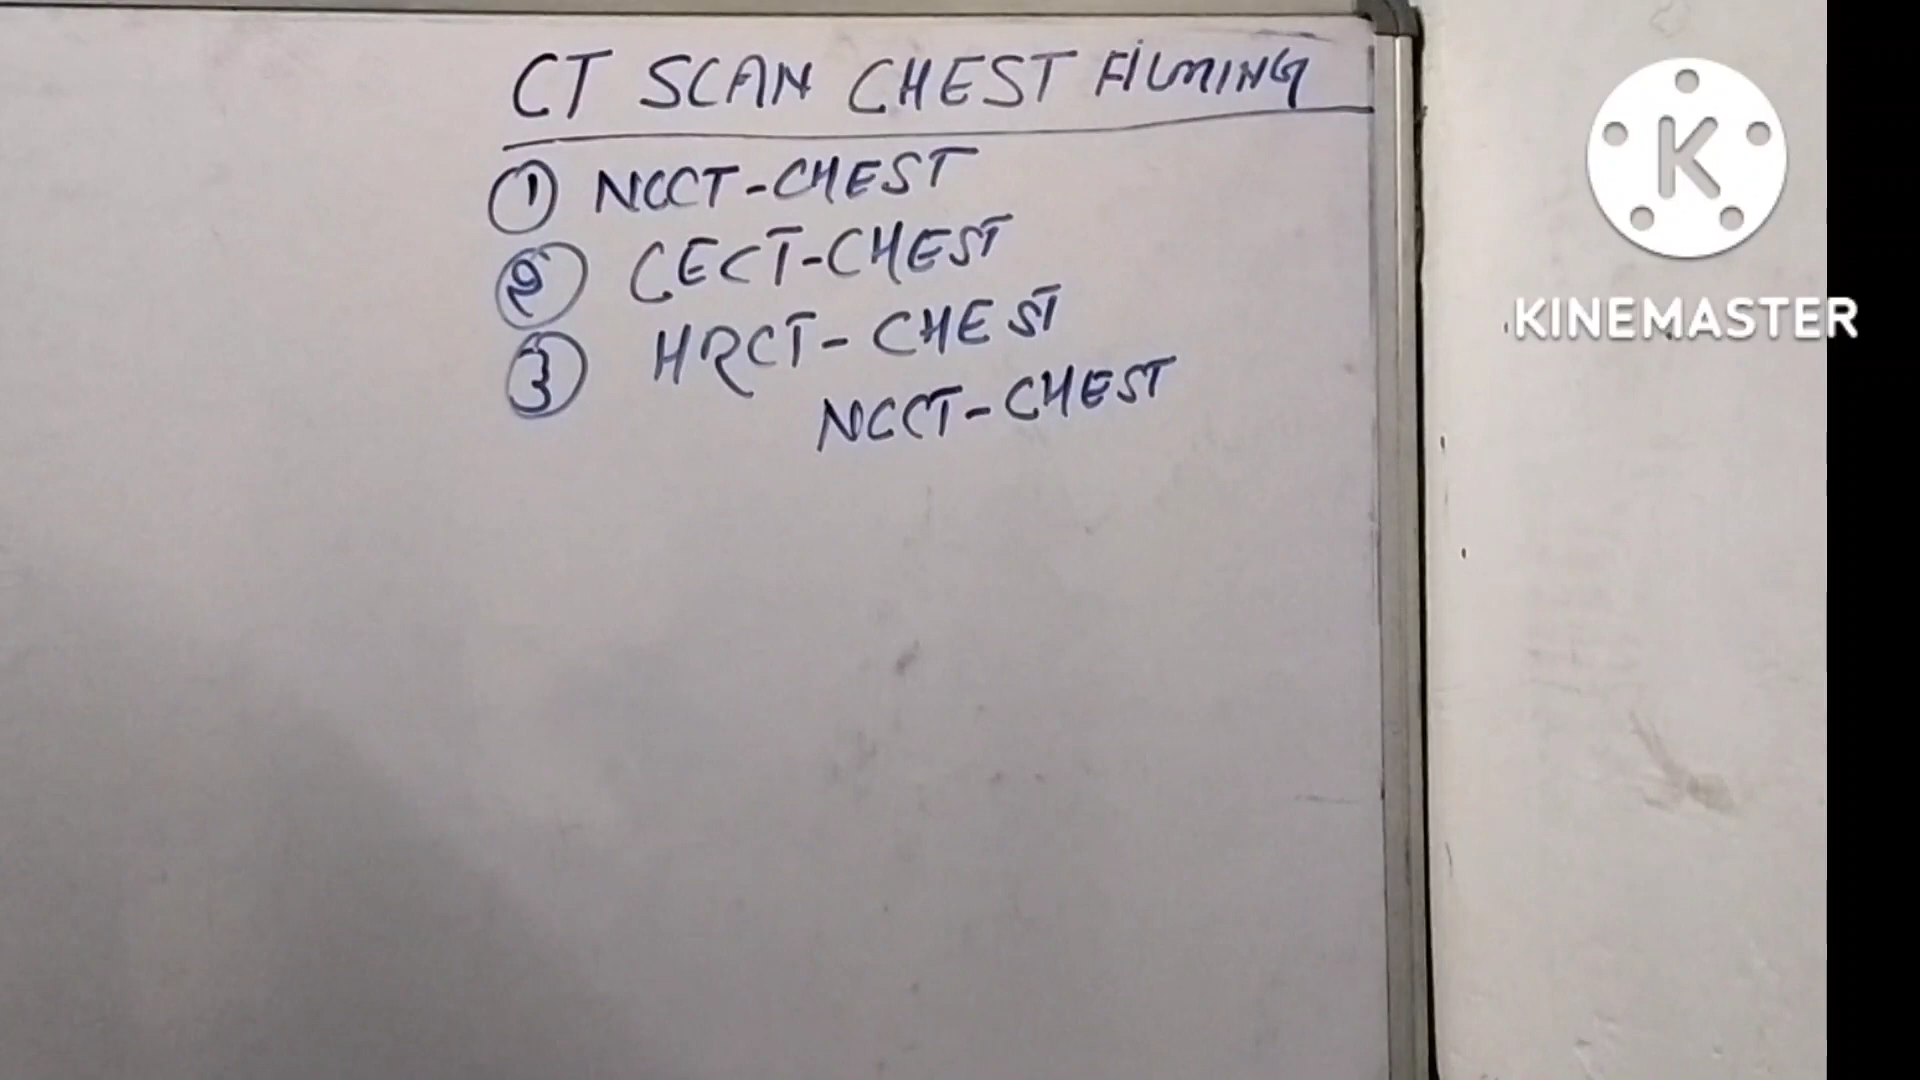 CT SCAN CHEST FILMING
① NCCT-CHEST
② CECT-CHEST
③ HRCT-CHEST
NCCT-CHEST
K
KINEMASTER